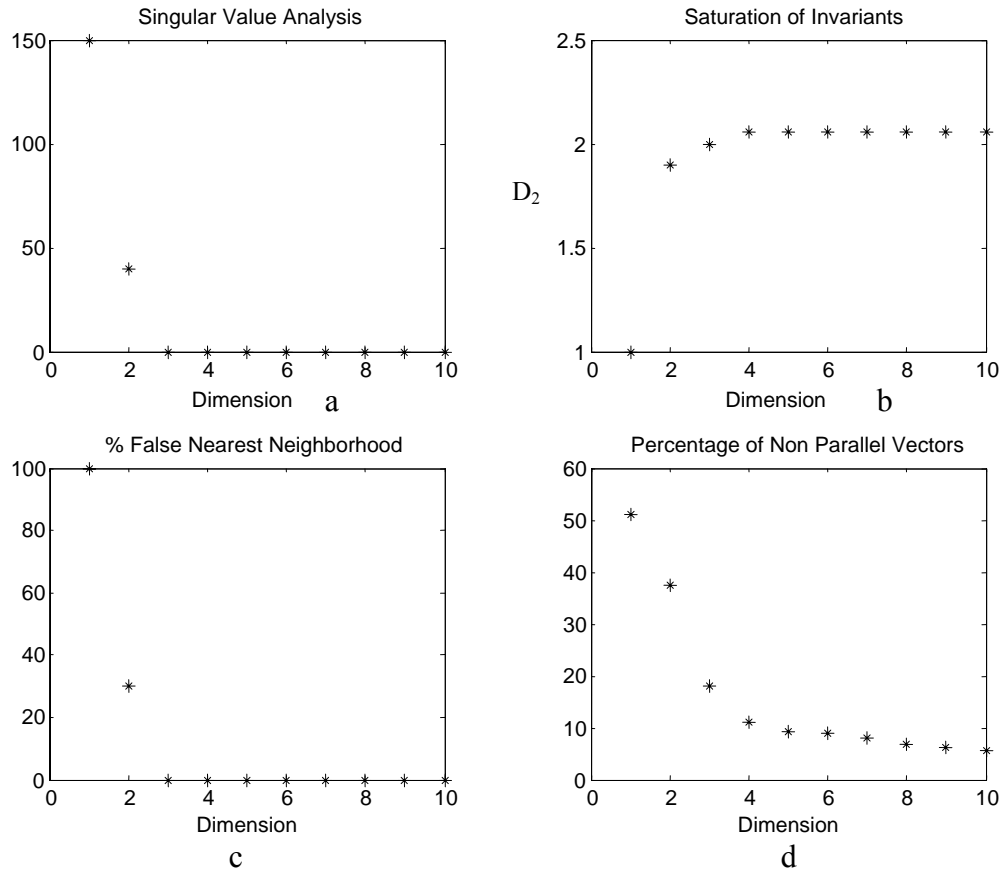 Singular Value Analysis
150
100
50
0
0 2 4 6 8 10
Dimension
a
Saturation of Invariants
2.5
2
D2
1.5
1
0 2 4 6 8 10
Dimension
b
% False Nearest Neighborhood
100
80
60
40
20
0
0 2 4 6 8 10
Dimension
c
Percentage of Non Parallel Vectors
60
50
40
30
20
10
0
0 2 4 6 8 10
Dimension
d